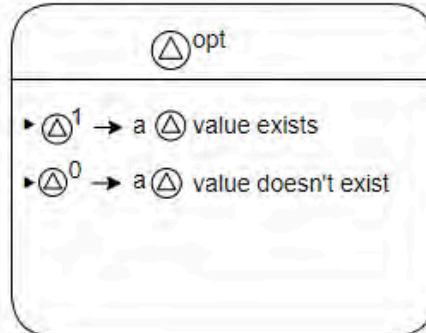 opt
1 → a value exists
0 → a value doesn't exist